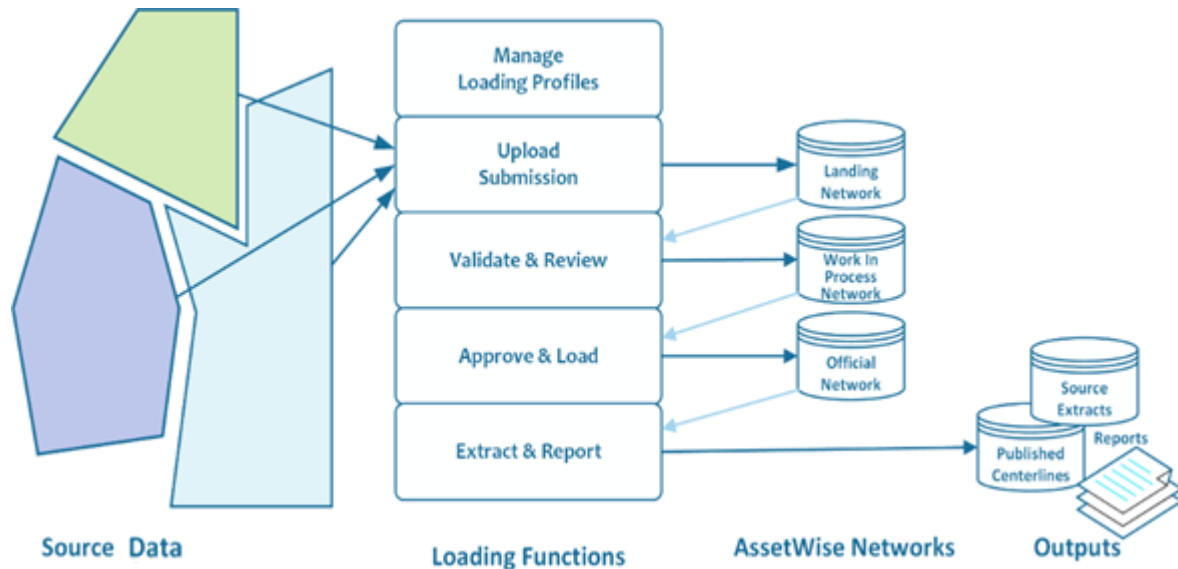 Manage
Loading Profiles
Upload
Submission
Validate & Review
Approve & Load
Extract & Report
Landing
Network
Work In
Process
Network
Official
Network
Source
Extracts
Published
Centerlines
Reports
Source Data
Loading Functions
AssetWise Networks
Outputs